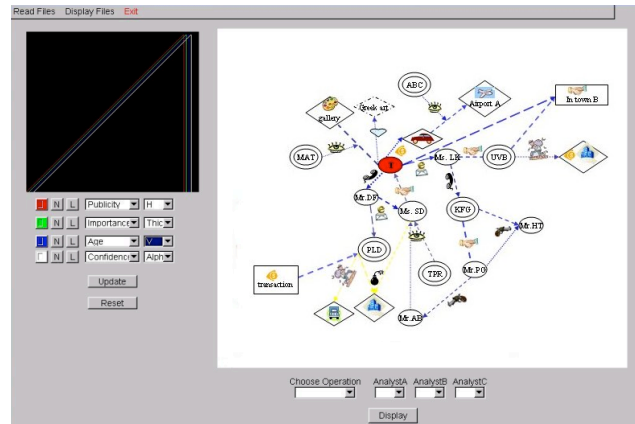 Read Files Display Files Exit
ABC
Greek art
gallery
Airport A
In town B
MAT
Ms. LH
UVB
Mr.DF
Ms. SD
KFG
Mr.HT
PLD
TPR
Mr.PO
transaction
Mr.AB
N L Publicity H
N L Importance Thic
N L Age V
N L Confidenc Alph
Update
Reset
Choose Operation AnalystA AnalystB AnalystC
Display